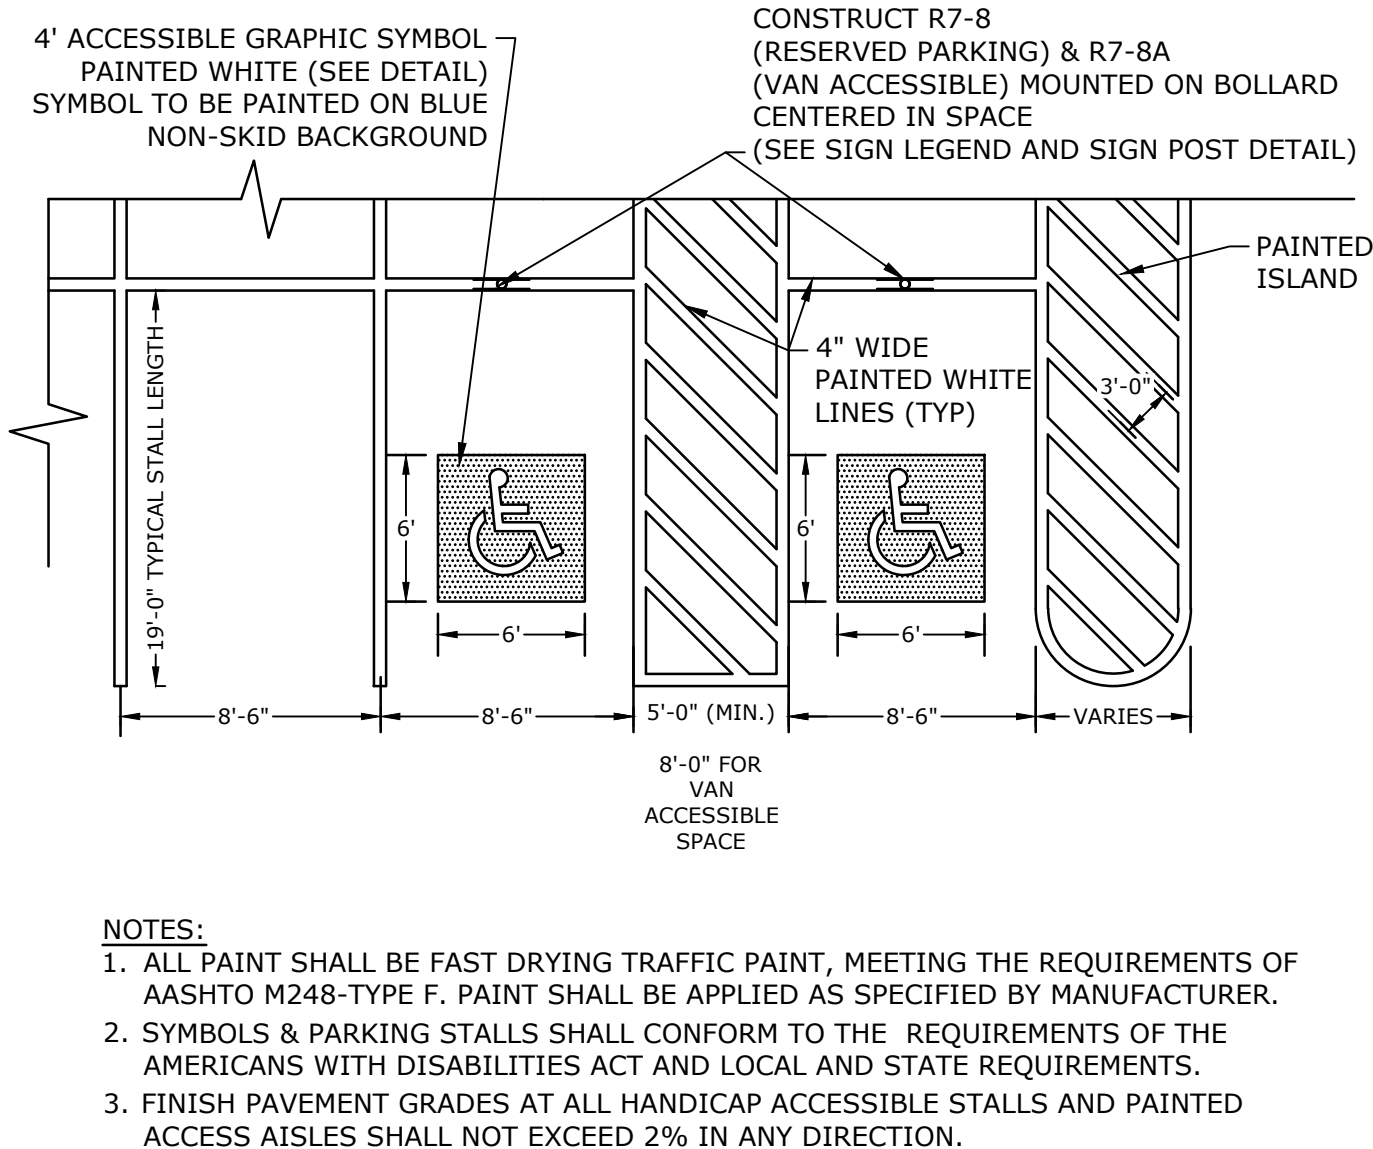 4' ACCESSIBLE GRAPHIC SYMBOL
PAINTED WHITE (SEE DETAIL)
SYMBOL TO BE PAINTED ON BLUE
NON-SKID BACKGROUND
CONSTRUCT R7-8
(RESERVED PARKING) & R7-8A
(VAN ACCESSIBLE) MOUNTED ON BOLLARD
CENTERED IN SPACE
(SEE SIGN LEGEND AND SIGN POST DETAIL)
PAINTED
ISLAND
4" WIDE
PAINTED WHITE
LINES (TYP)
3'-0"
19'-0" TYPICAL STALL LENGTH
6'
6'
6'
6'
8'-6"
8'-6"
5'-0" (MIN.)
8'-6"
VARIES
8'-0" FOR
VAN
ACCESSIBLE
SPACE
NOTES:
1. ALL PAINT SHALL BE FAST DRYING TRAFFIC PAINT, MEETING THE REQUIREMENTS OF
AASHTO M248-TYPE F. PAINT SHALL BE APPLIED AS SPECIFIED BY MANUFACTURER.
2. SYMBOLS & PARKING STALLS SHALL CONFORM TO THE REQUIREMENTS OF THE
AMERICANS WITH DISABILITIES ACT AND LOCAL AND STATE REQUIREMENTS.
3. FINISH PAVEMENT GRADES AT ALL HANDICAP ACCESSIBLE STALLS AND PAINTED
ACCESS AISLES SHALL NOT EXCEED 2% IN ANY DIRECTION.